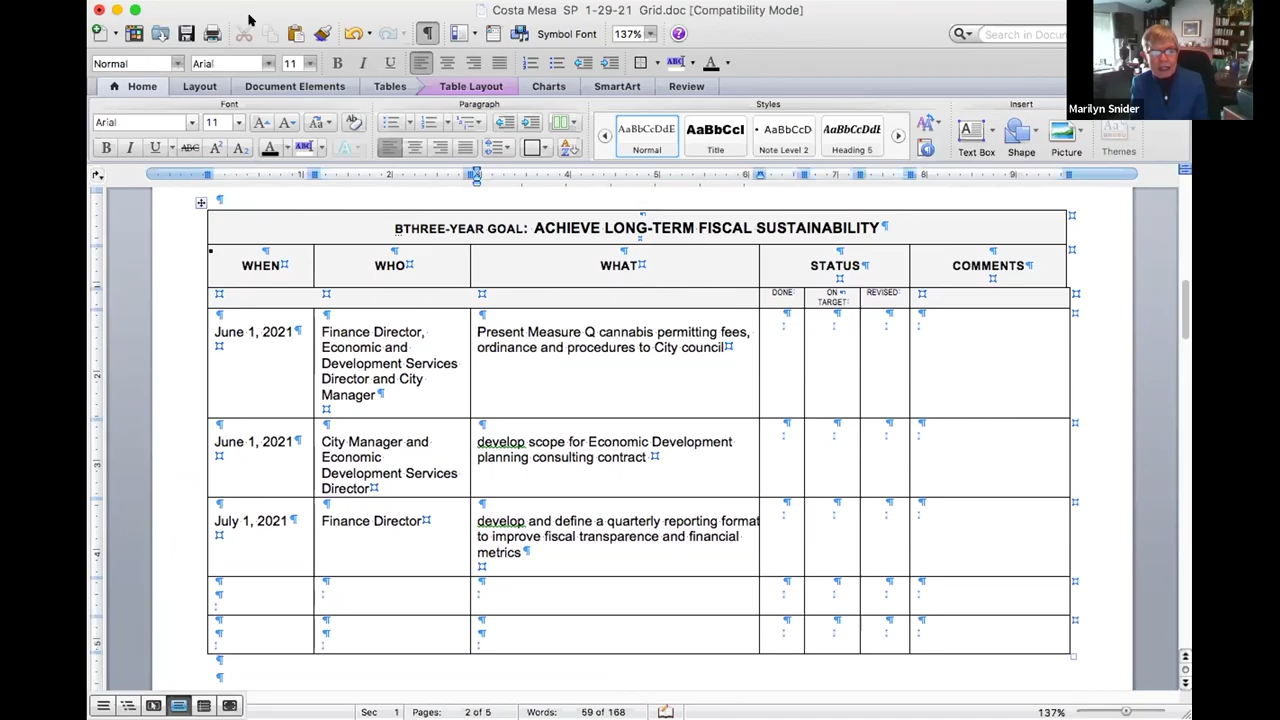 Costa Mesa SP 1-29-21 Grid.doc [Compatibility Mode]
Symbol Font
137%
Search in Docum
Marilyn Snider
Normal
Arial
11
Home
Layout
Document Elements
Tables
Table Layout
Charts
SmartArt
Review
Font
Paragraph
Styles
Insert
Arial
11
AaBbCcDdE
AaBbCcI
AaBbCcD
AaBbCcDdE
Normal
Title
Note Level 2
Heading 5
Text Box
Shape
Picture
Themes
BTHREE-YEAR GOAL: ACHIEVE LONG-TERM FISCAL SUSTAINABILITY
WHEN
WHO
WHAT
STATUS
COMMENTS
DONE
ON TARGET
REVISED
June 1, 2021
Finance Director,
Economic and
Development Services
Director and City
Manager
Present Measure Q cannabis permitting fees,
ordinance and procedures to City council
June 1, 2021
City Manager and
Economic
Development Services
Director
develop scope for Economic Development
planning consulting contract
July 1, 2021
Finance Director
develop and define a quarterly reporting format
to improve fiscal transparence and financial
metrics
Sec 1 Pages: 2 of 5 Words: 59 of 168 137%